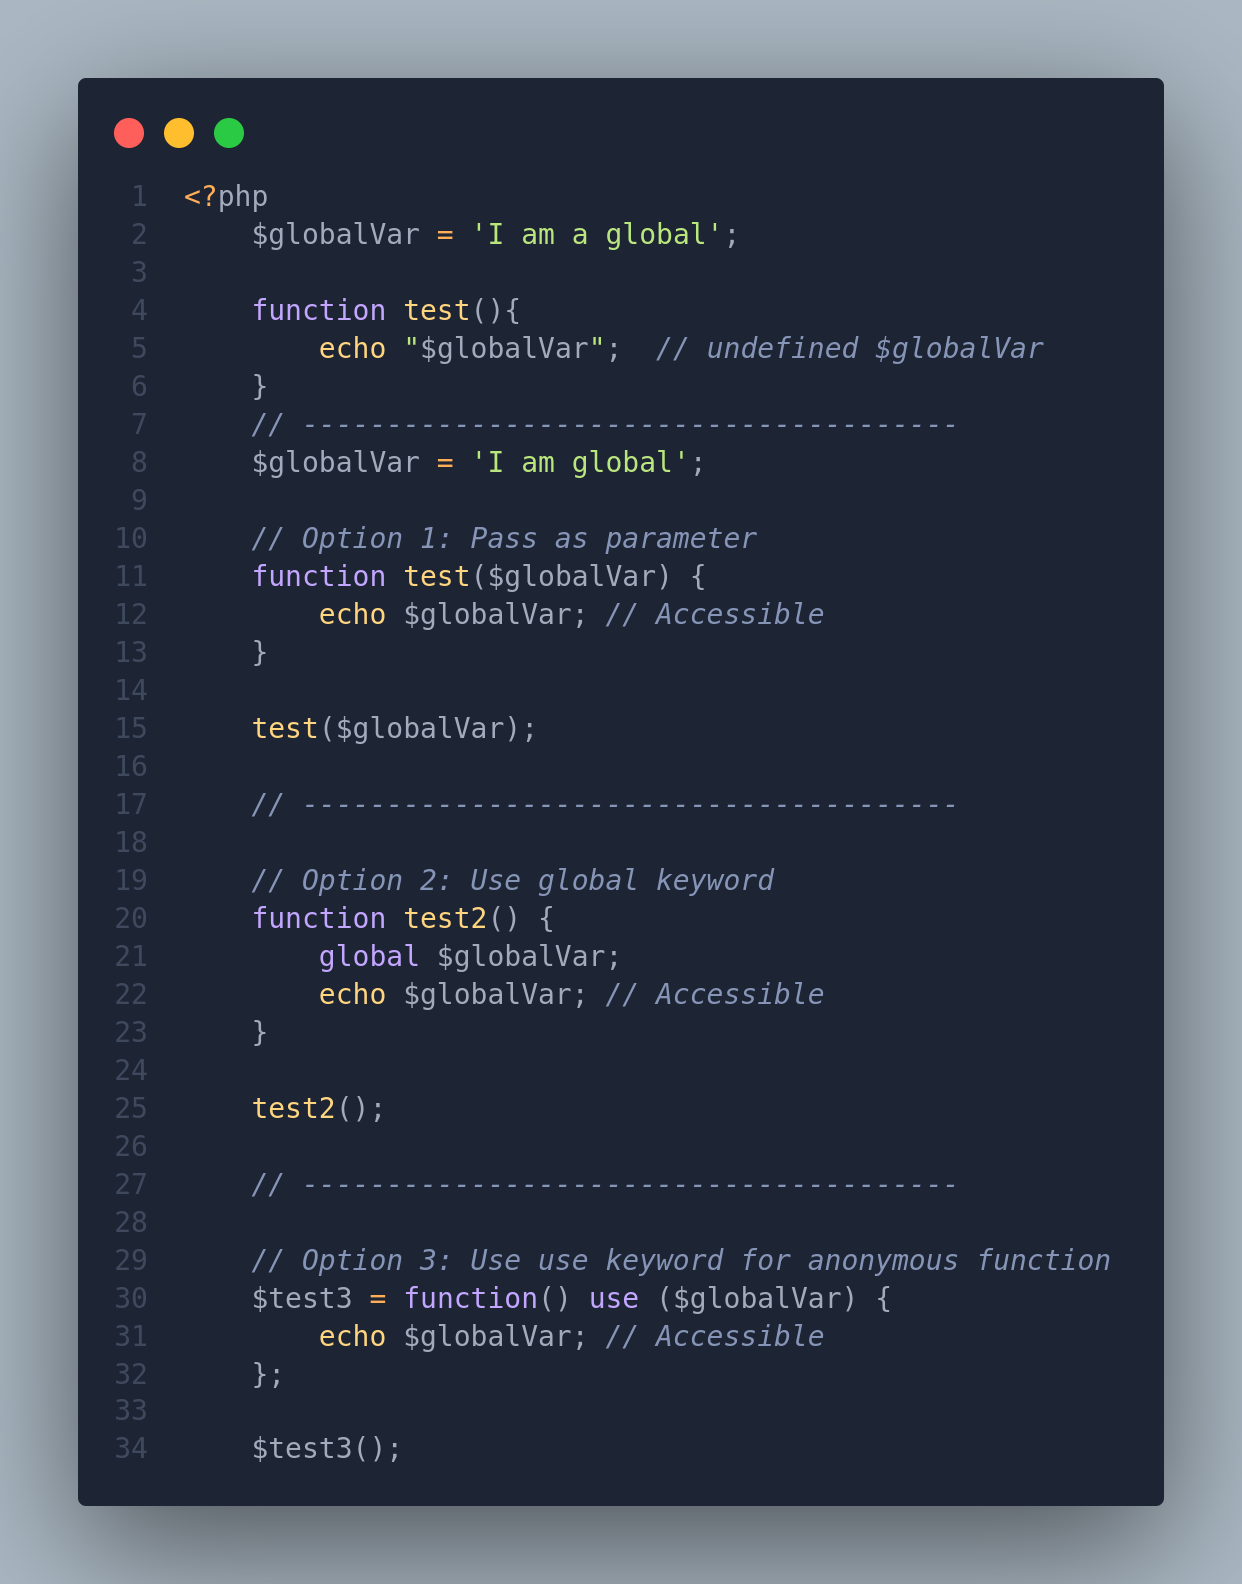 1 <?php
2     $globalVar = 'I am a global';
3
4     function test(){
5         echo "$globalVar";  // undefined $globalVar
6     }
7     // ---------------------------------------
8     $globalVar = 'I am global';
9
10     // Option 1: Pass as parameter
11     function test($globalVar) {
12         echo $globalVar; // Accessible
13     }
14
15     test($globalVar);
16
17     // ---------------------------------------
18
19     // Option 2: Use global keyword
20     function test2() {
21         global $globalVar;
22         echo $globalVar; // Accessible
23     }
24
25     test2();
26
27     // ---------------------------------------
28
29     // Option 3: Use use keyword for anonymous function
30     $test3 = function() use ($globalVar) {
31         echo $globalVar; // Accessible
32     };
33
34     $test3();